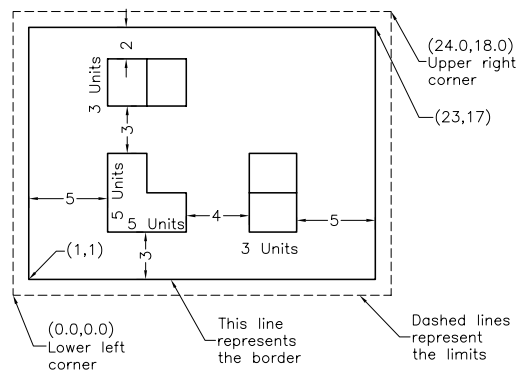 (24.0,18.0)
Upper right
corner
2
3 Units
(23,17)
3
5 Units
5
5 Units
4
5
3 Units
(1,1)
3
(0.0,0.0)
Lower left
corner
This line
represents
the border
Dashed lines
represent
the limits